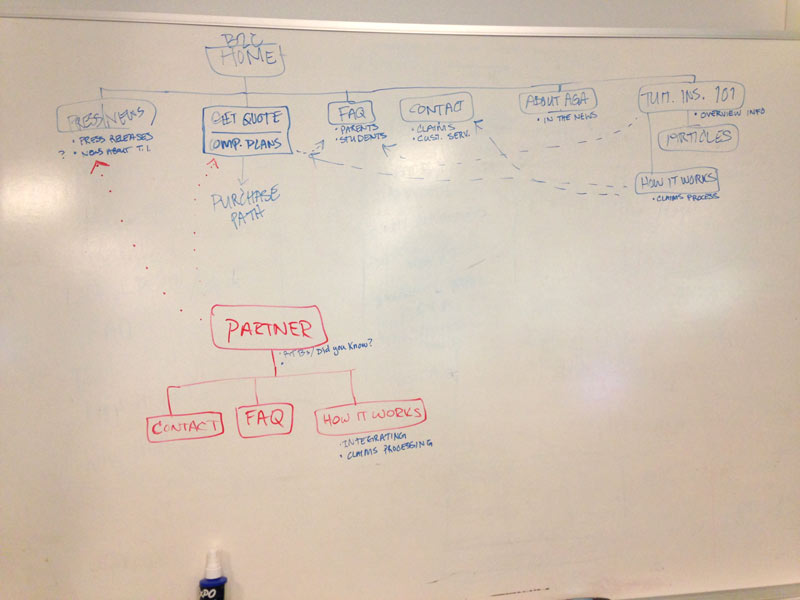 B2C
HOME
PRESS/NEWS
• PRESS RELEASES
? • NEWS ABOUT T.I.
GET QUOTE
COMP. PLANS
PURCHASE
PATH
FAQ
• PARENTS
• STUDENTS
CONTACT
• CLAIMS
• CUST. SERV.
ABOUT AGA
• IN THE NEWS
TUIT. INS. 101
• OVERVIEW INFO
ARTICLES
HOW IT WORKS
• CLAIMS PROCESS
PARTNER
Did you know?
CONTACT
FAQ
HOW IT WORKS
• INTEGRATING
• CLAIMS PROCESSING
EXPO